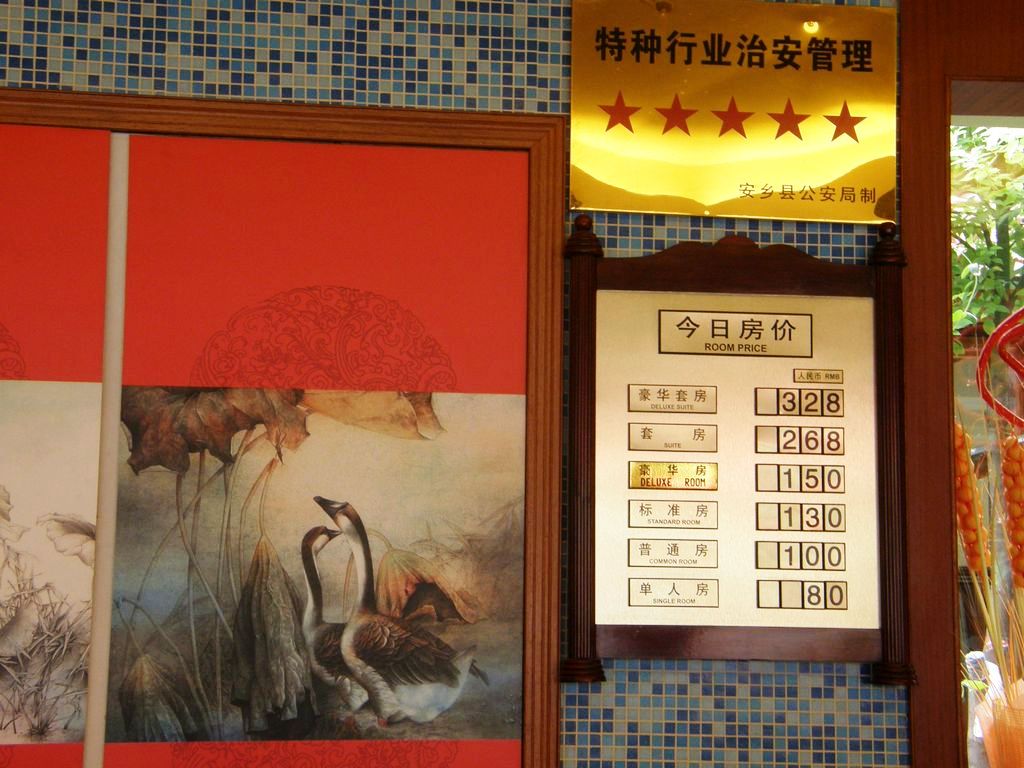 特种行业治安管理
★★★★★
安乡县公安局制
今日房价
ROOM PRICE
人民币 RMB
豪华套房 328
DELUXE SUITE
套房 268
SUITE
豪华房 150
DELUXE ROOM
标准房 130
STANDARD ROOM
普通房 100
COMMON ROOM
单人房 80
SINGLE ROOM